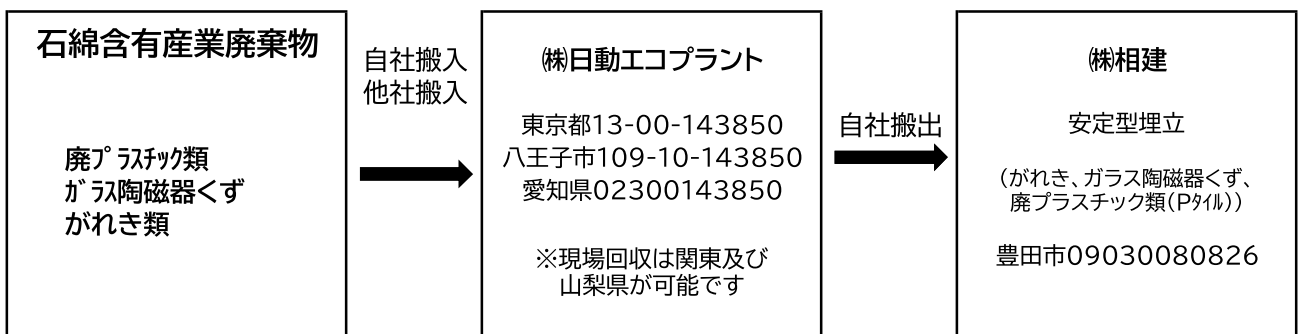 石綿含有産業廃棄物
廃ﾌﾟﾗｽﾁｯｸ類
ｶﾞﾗｽ陶磁器くず
がれき類
自社搬入
他社搬入
㈱日動エコプラント
東京都13-00-143850
八王子市109-10-143850
愛知県02300143850
※現場回収は関東及び
山梨県が可能です
自社搬出
㈱相建
安定型埋立
（がれき、ガラス陶磁器くず、
廃プラスチック類(Pﾀｲﾙ)）
豊田市09030080826